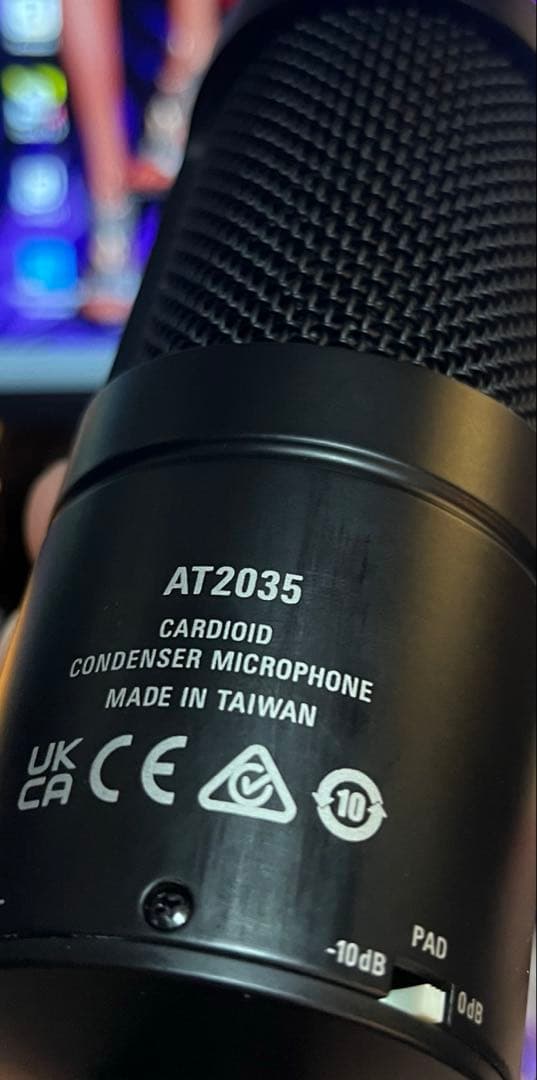 AT2035
CARDIOID
CONDENSER MICROPHONE
MADE IN TAIWAN
UK
CA CE 10
PAD
-10dB 0dB